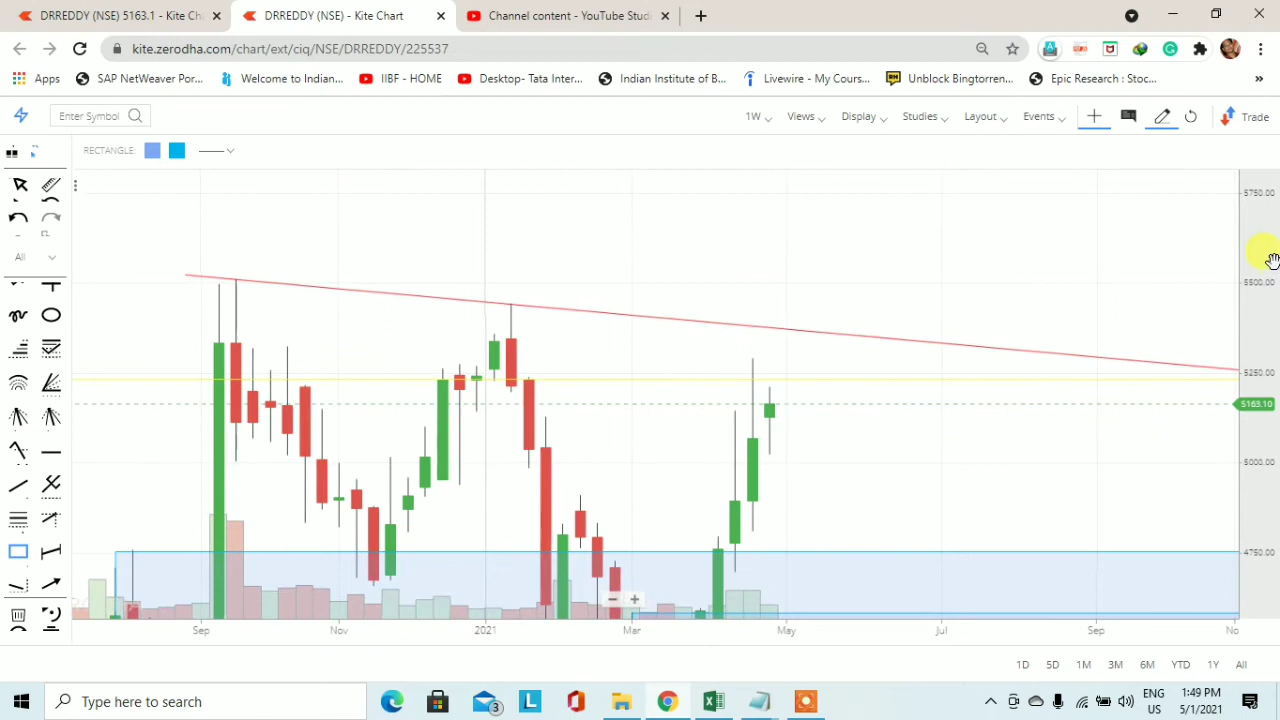 DRREDDY (NSE) 5163.1 - Kite Cha
DRREDDY (NSE) - Kite Chart
Channel content - YouTube Studi
kite.zerodha.com/chart/ext/ciq/NSE/DRREDDY/225537
Apps
SAP NetWeaver Por...
Welcome to Indian...
IIBF - HOME
Desktop- Tata Inter...
Indian Institute of B...
Livewire - My Cours...
Unblock Bingtorren...
Epic Research : Stoc...
»
Enter Symbol
1W
Views
Display
Studies
Layout
Events
Trade
RECTANGLE:
All
5750.00
5500.00
5250.00
5163.10
5000.00
4750.00
Sep
Nov
2021
Mar
May
Jul
Sep
No
1D
5D
1M
3M
6M
YTD
1Y
All
Type here to search
3
ENG
US
1:49 PM
5/1/2021